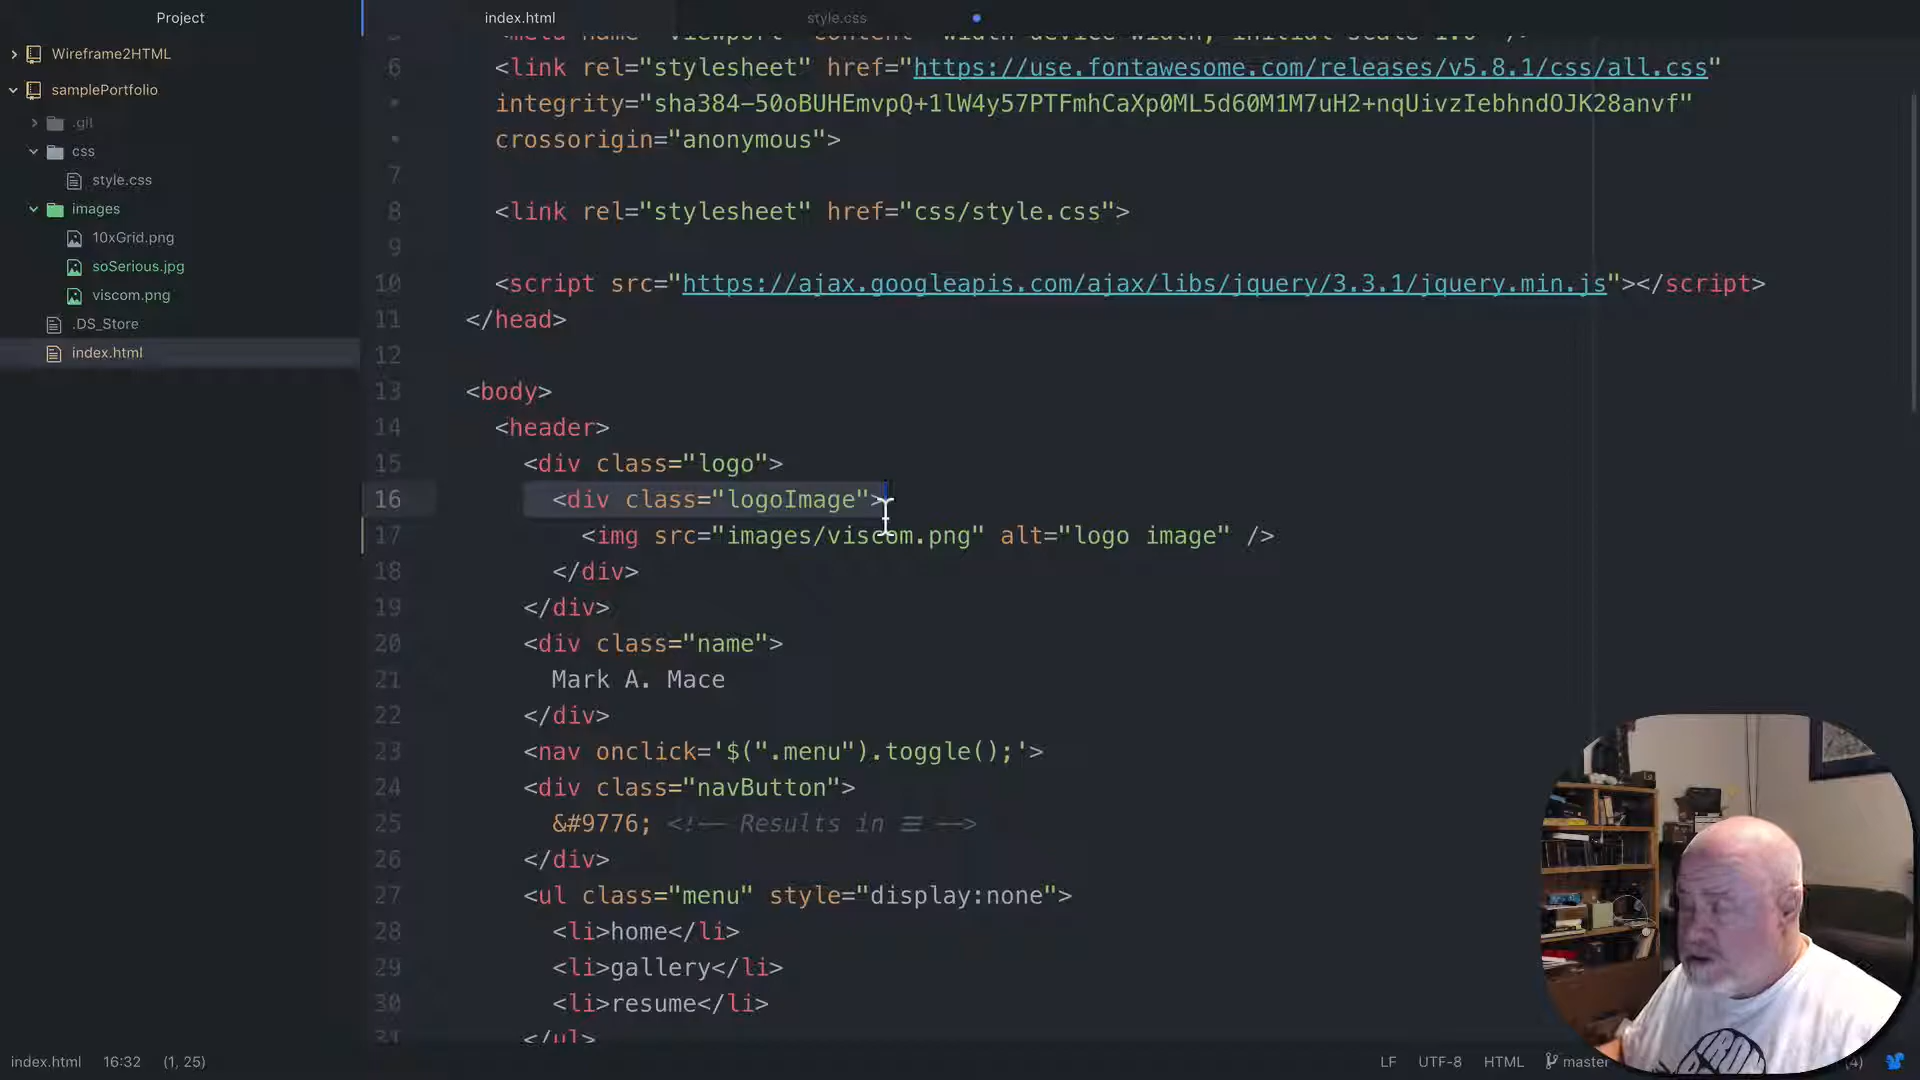 Project
index.html
style.css
Wireframe2HTML
samplePortfolio
.git
css
style.css
images
10xGrid.png
soSerious.jpg
viscom.png
.DS_Store
index.html
6 <link rel="stylesheet" href="https://use.fontawesome.com/releases/v5.8.1/css/all.css"
integrity="sha384-50oBUHEmvpQ+1lW4y57PTFmhCaXp0ML5d60M1M7uH2+nqUivzIebhndOJK28anvf"
crossorigin="anonymous">
7
8 <link rel="stylesheet" href="css/style.css">
9
10 <script src="https://ajax.googleapis.com/ajax/libs/jquery/3.3.1/jquery.min.js"></script>
11 </head>
12
13 <body>
14 <header>
15 <div class="logo">
16 <div class="logoImage">
17 <img src="images/viscom.png" alt="logo image" />
18 </div>
19 </div>
20 <div class="name">
21 Mark A. Mace
22 </div>
23 <nav onclick='$(".menu").toggle();'>
24 <div class="navButton">
25 &#9776; <!-- Results in ☰ -->
26 </div>
27 <ul class="menu" style="display:none">
28 <li>home</li>
29 <li>gallery</li>
30 <li>resume</li>
31 </ul>
index.html 16:32 (1, 25) LF UTF-8 HTML master (4)